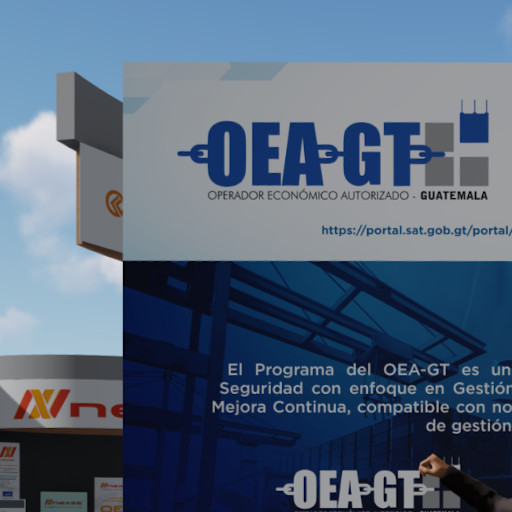 OEA-GT
OPERADOR ECONÓMICO AUTORIZADO - GUATEMALA
https://portal.sat.gob.gt/portal/
El Programa del OEA-GT es un
Seguridad con enfoque en Gestión
Mejora Continua, compatible con no
de gestión
OEA-GT